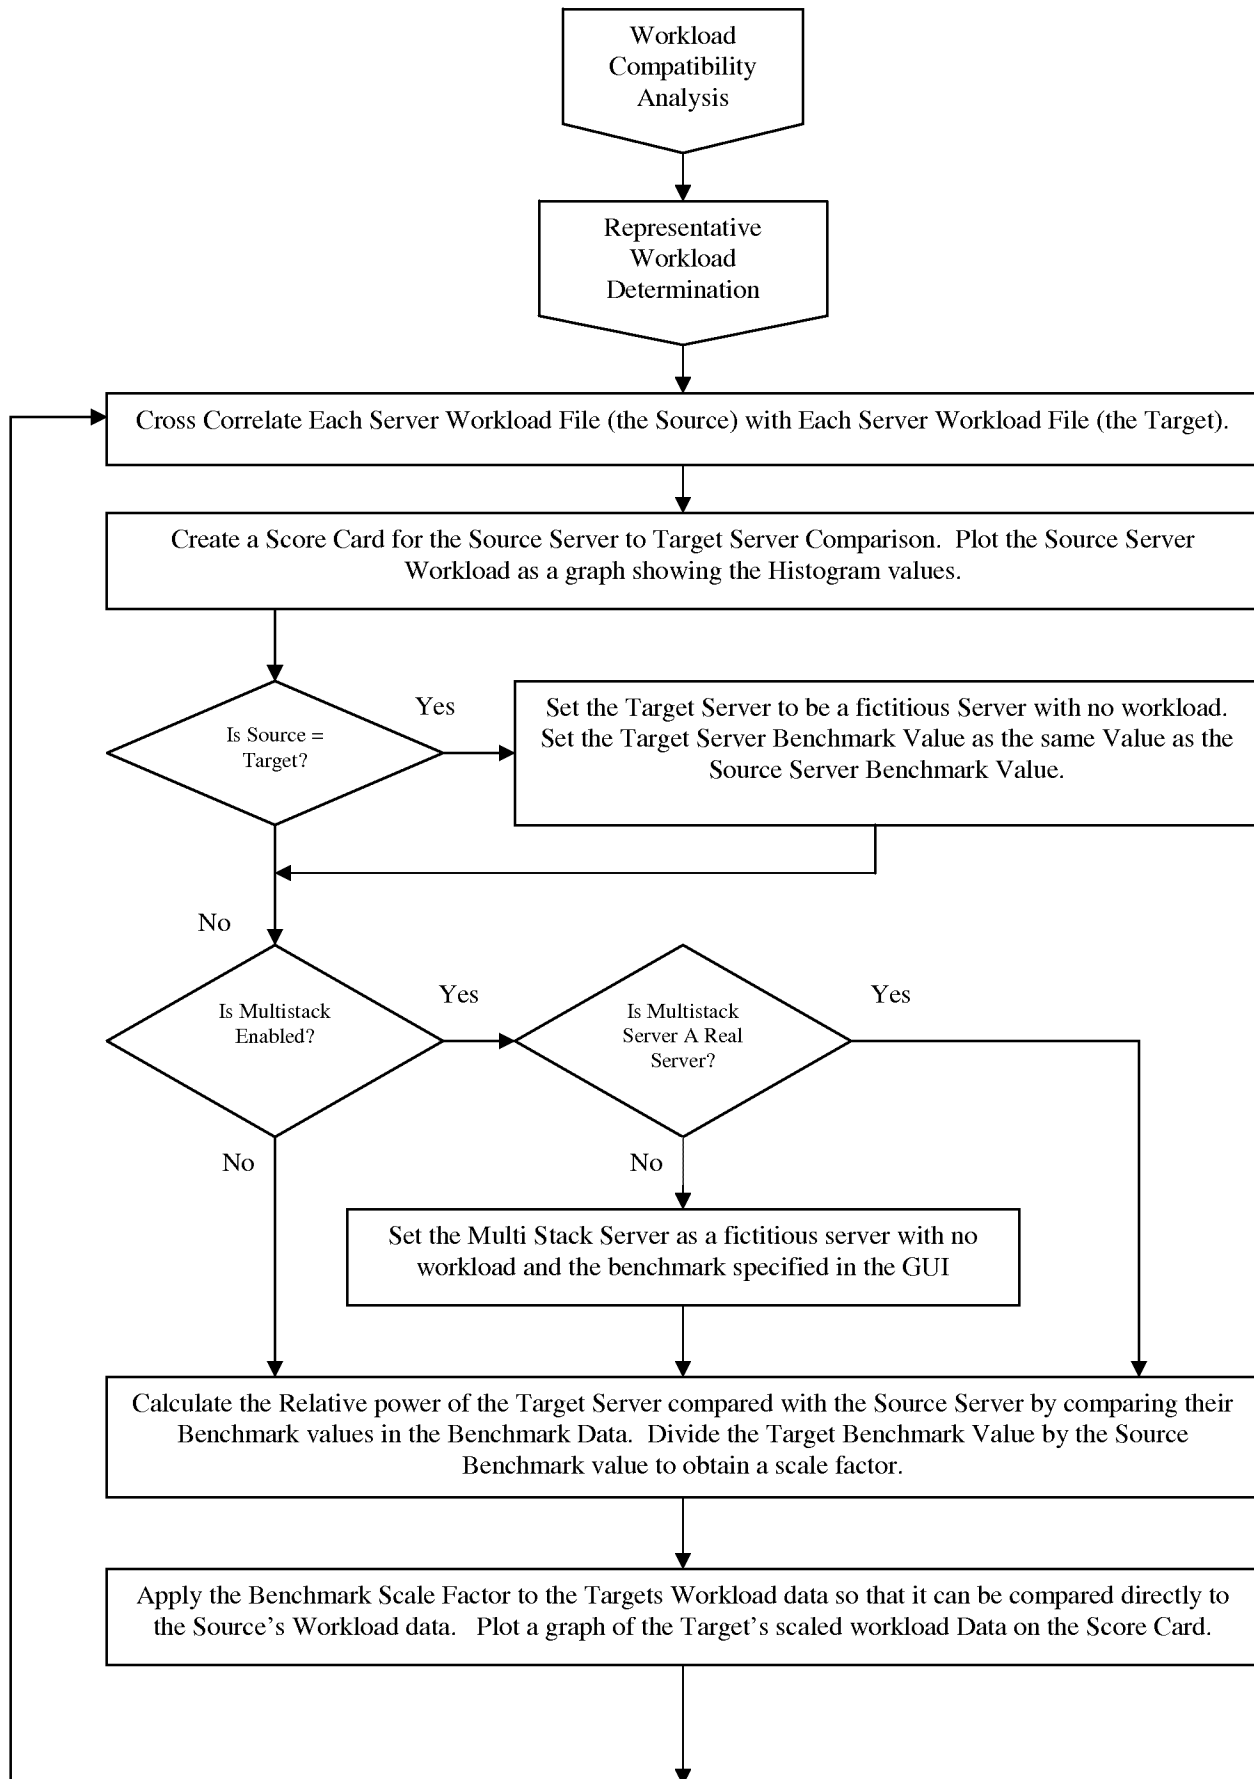 Workload
Compatibility
Analysis
Representative
Workload
Determination
Cross Correlate Each Server Workload File (the Source) with Each Server Workload File (the Target).
Create a Score Card for the Source Server to Target Server Comparison.  Plot the Source Server
Workload as a graph showing the Histogram values.
Is Source =
Target?
Yes
Set the Target Server to be a fictitious Server with no workload.
Set the Target Server Benchmark Value as the same Value as the
Source Server Benchmark Value.
No
Is Multistack
Enabled?
Yes
Is Multistack
Server A Real
Server?
Yes
No
No
Set the Multi Stack Server as a fictitious server with no
workload and the benchmark specified in the GUI
Calculate the Relative power of the Target Server compared with the Source Server by comparing their
Benchmark values in the Benchmark Data.  Divide the Target Benchmark Value by the Source
Benchmark value to obtain a scale factor.
Apply the Benchmark Scale Factor to the Targets Workload data so that it can be compared directly to
the Source's Workload data.   Plot a graph of the Target's scaled workload Data on the Score Card.